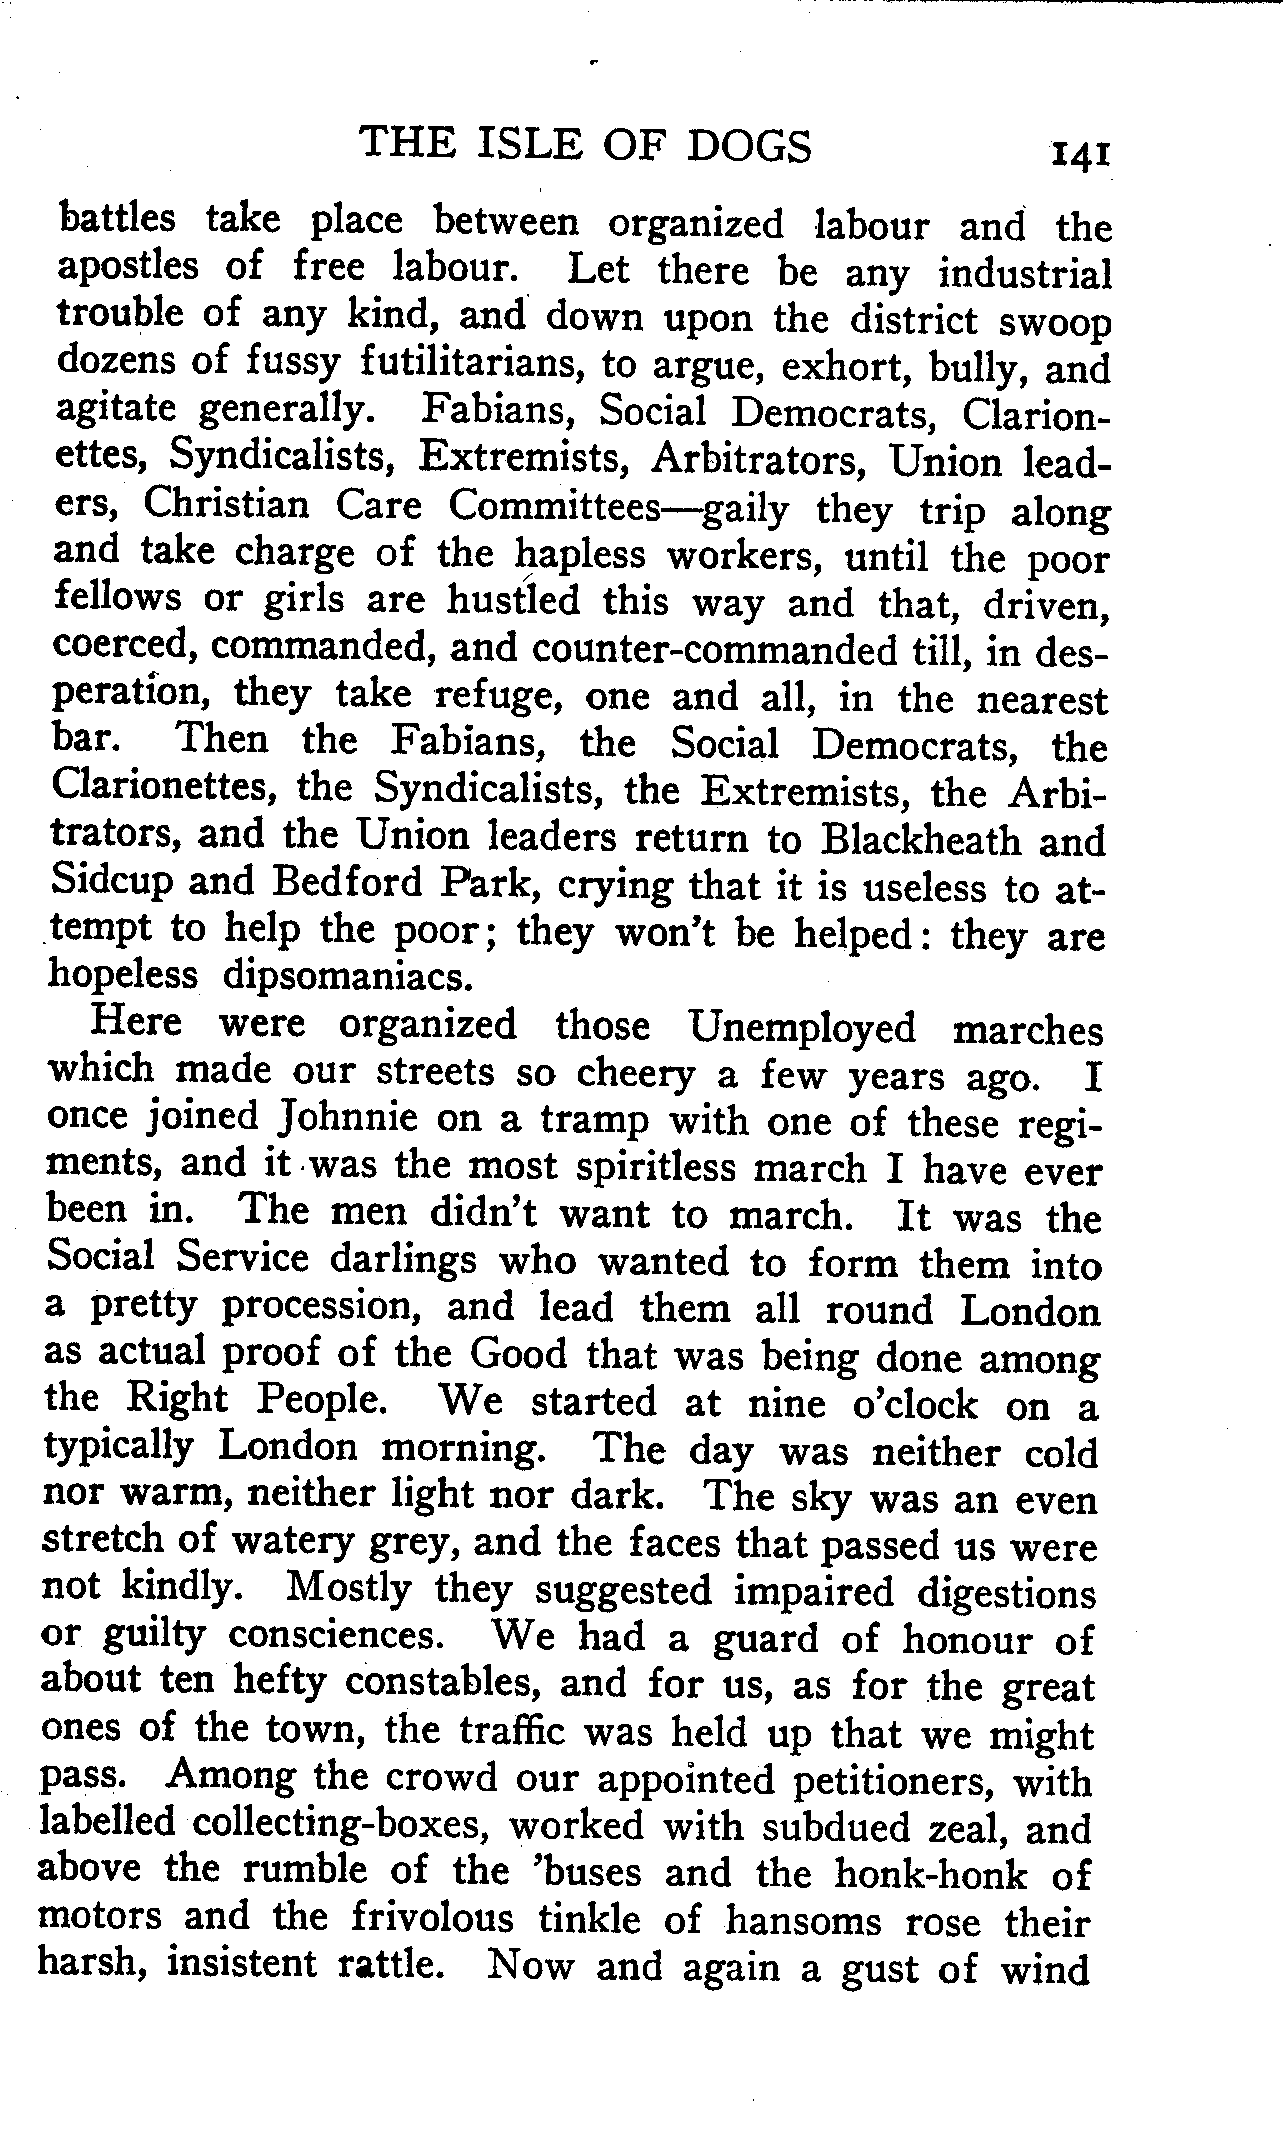 THE ISLE OF DOGS 141
battles take place between organized labour and the
apostles of free labour. Let there be any industrial
trouble of any kind, and down upon the district swoop
dozens of fussy futilitarians, to argue, exhort, bully, and
agitate generally. Fabians, Social Democrats, Clarion-
ettes, Syndicalists, Extremists, Arbitrators, Union lead-
ers, Christian Care Committees—gaily they trip along
and take charge of the hapless workers, until the poor
fellows or girls are hustled this way and that, driven,
coerced, commanded, and counter-commanded till, in des-
peration, they take refuge, one and all, in the nearest
bar. Then the Fabians, the Social Democrats, the
Clarionettes, the Syndicalists, the Extremists, the Arbi-
trators, and the Union leaders return to Blackheath and
Sidcup and Bedford Park, crying that it is useless to at-
tempt to help the poor; they won't be helped: they are
hopeless dipsomaniacs.
Here were organized those Unemployed marches
which made our streets so cheery a few years ago. I
once joined Johnnie on a tramp with one of these regi-
ments, and it was the most spiritless march I have ever
been in. The men didn't want to march. It was the
Social Service darlings who wanted to form them into
a pretty procession, and lead them all round London
as actual proof of the Good that was being done among
the Right People. We started at nine o'clock on a
typically London morning. The day was neither cold
nor warm, neither light nor dark. The sky was an even
stretch of watery grey, and the faces that passed us were
not kindly. Mostly they suggested impaired digestions
or guilty consciences. We had a guard of honour of
about ten hefty constables, and for us, as for the great
ones of the town, the traffic was held up that we might
pass. Among the crowd our appointed petitioners, with
labelled collecting-boxes, worked with subdued zeal, and
above the rumble of the 'buses and the honk-honk of
motors and the frivolous tinkle of hansoms rose their
harsh, insistent rattle. Now and again a gust of wind